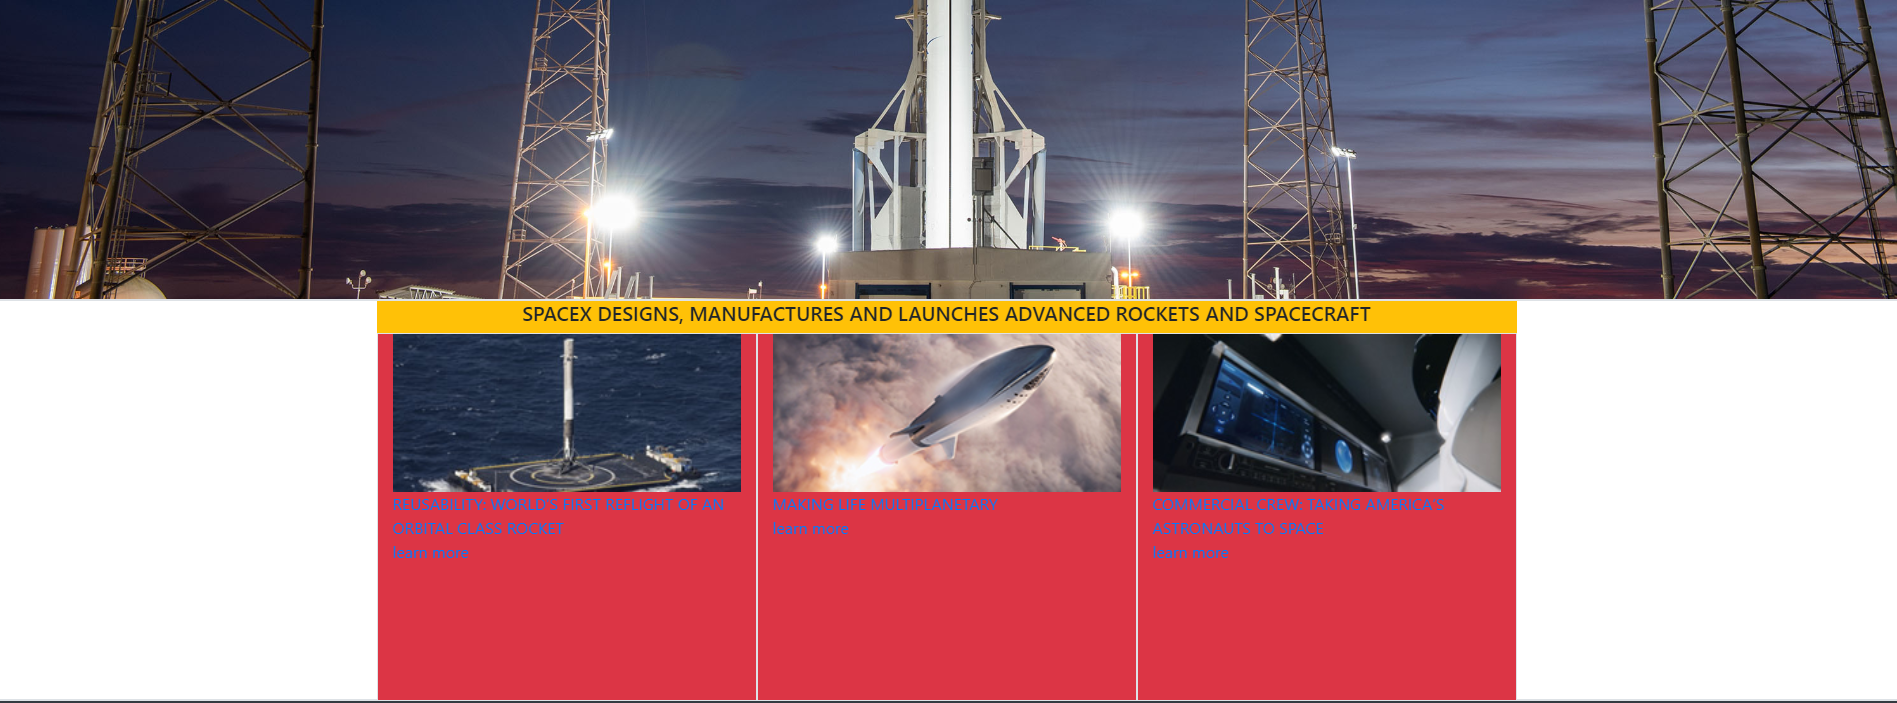 SPACEX DESIGNS, MANUFACTURES AND LAUNCHES ADVANCED ROCKETS AND SPACECRAFT
REUSABILITY: WORLD'S FIRST REFLIGHT OF AN
ORBITAL CLASS ROCKET
learn more
MAKING LIFE MULTIPLANETARY
learn more
COMMERCIAL CREW: TAKING AMERICA'S
ASTRONAUTS TO SPACE
learn more